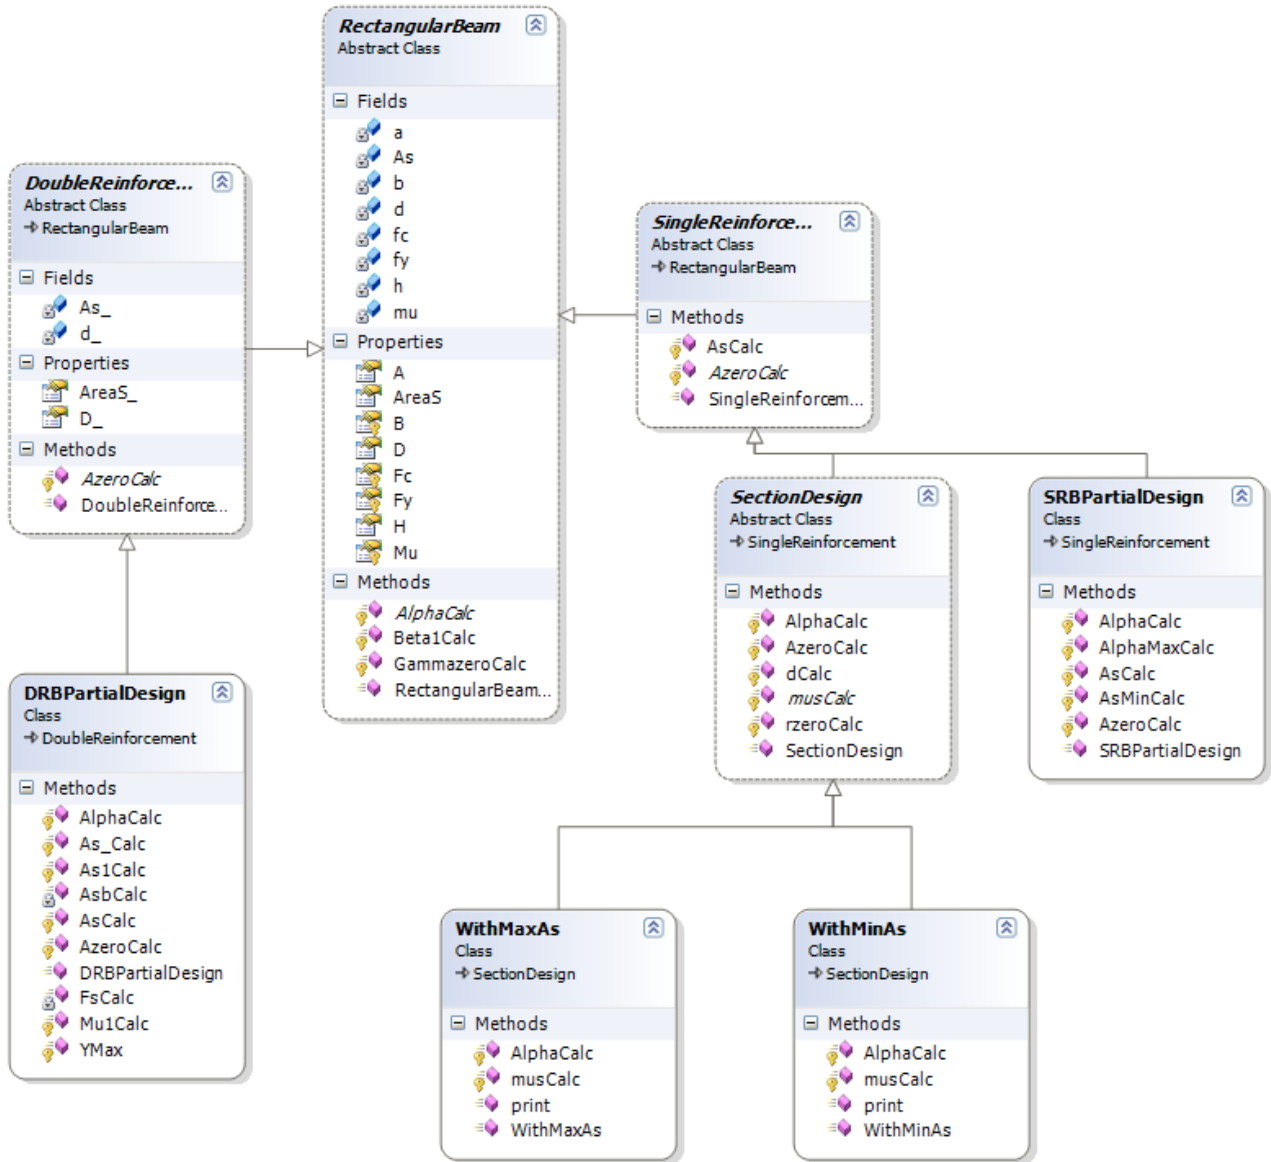 RectangularBeam
Abstract Class
Fields
a
As
b
d
fc
fy
h
mu
Properties
A
AreaS
B
D
Fc
Fy
H
Mu
Methods
AlphaCalc
Beta1Calc
GammazeroCalc
RectangularBeam...
DoubleReinforce...
Abstract Class
RectangularBeam
Fields
As_
d_
Properties
AreaS_
D_
Methods
AzeroCalc
DoubleReinforce...
SingleReinforce...
Abstract Class
RectangularBeam
Methods
AsCalc
AzeroCalc
SingleReinforcem...
DRBPartialDesign
Class
DoubleReinforcement
Methods
AlphaCalc
As_Calc
As1Calc
AsbCalc
AsCalc
AzeroCalc
DRBPartialDesign
FsCalc
Mu1Calc
YMax
SectionDesign
Abstract Class
SingleReinforcement
Methods
AlphaCalc
AzeroCalc
dCalc
musCalc
rzeroCalc
SectionDesign
SRBPartialDesign
Class
SingleReinforcement
Methods
AlphaCalc
AlphaMaxCalc
AsCalc
AsMinCalc
AzeroCalc
SRBPartialDesign
WithMaxAs
Class
SectionDesign
Methods
AlphaCalc
musCalc
print
WithMaxAs
WithMinAs
Class
SectionDesign
Methods
AlphaCalc
musCalc
print
WithMinAs